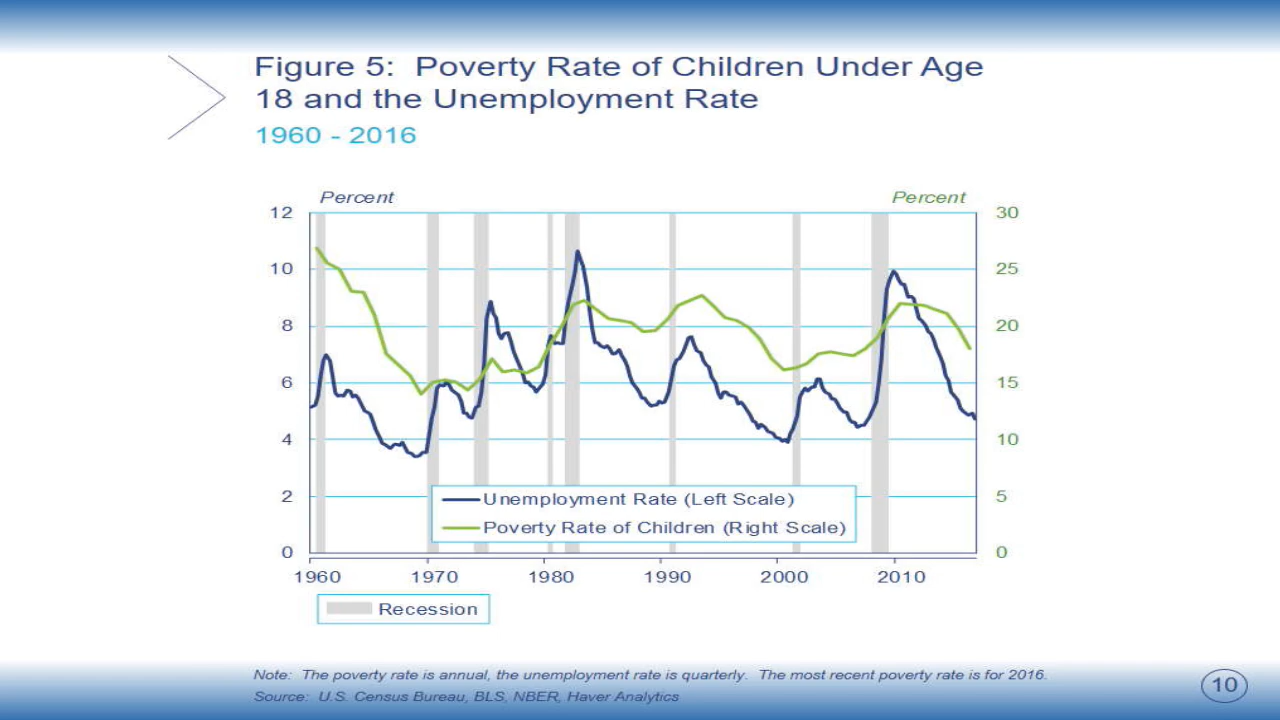 Figure 5: Poverty Rate of Children Under Age
18 and the Unemployment Rate
1960 - 2016
Percent
Percent
12
30
10
25
8
20
6
15
4
10
2
5
0
0
Unemployment Rate (Left Scale)
Poverty Rate of Children (Right Scale)
1960 1970 1980 1990 2000 2010
Recession
Note: The poverty rate is annual, the unemployment rate is quarterly. The most recent poverty rate is for 2016.
Source: U.S. Census Bureau, BLS, NBER, Haver Analytics
10